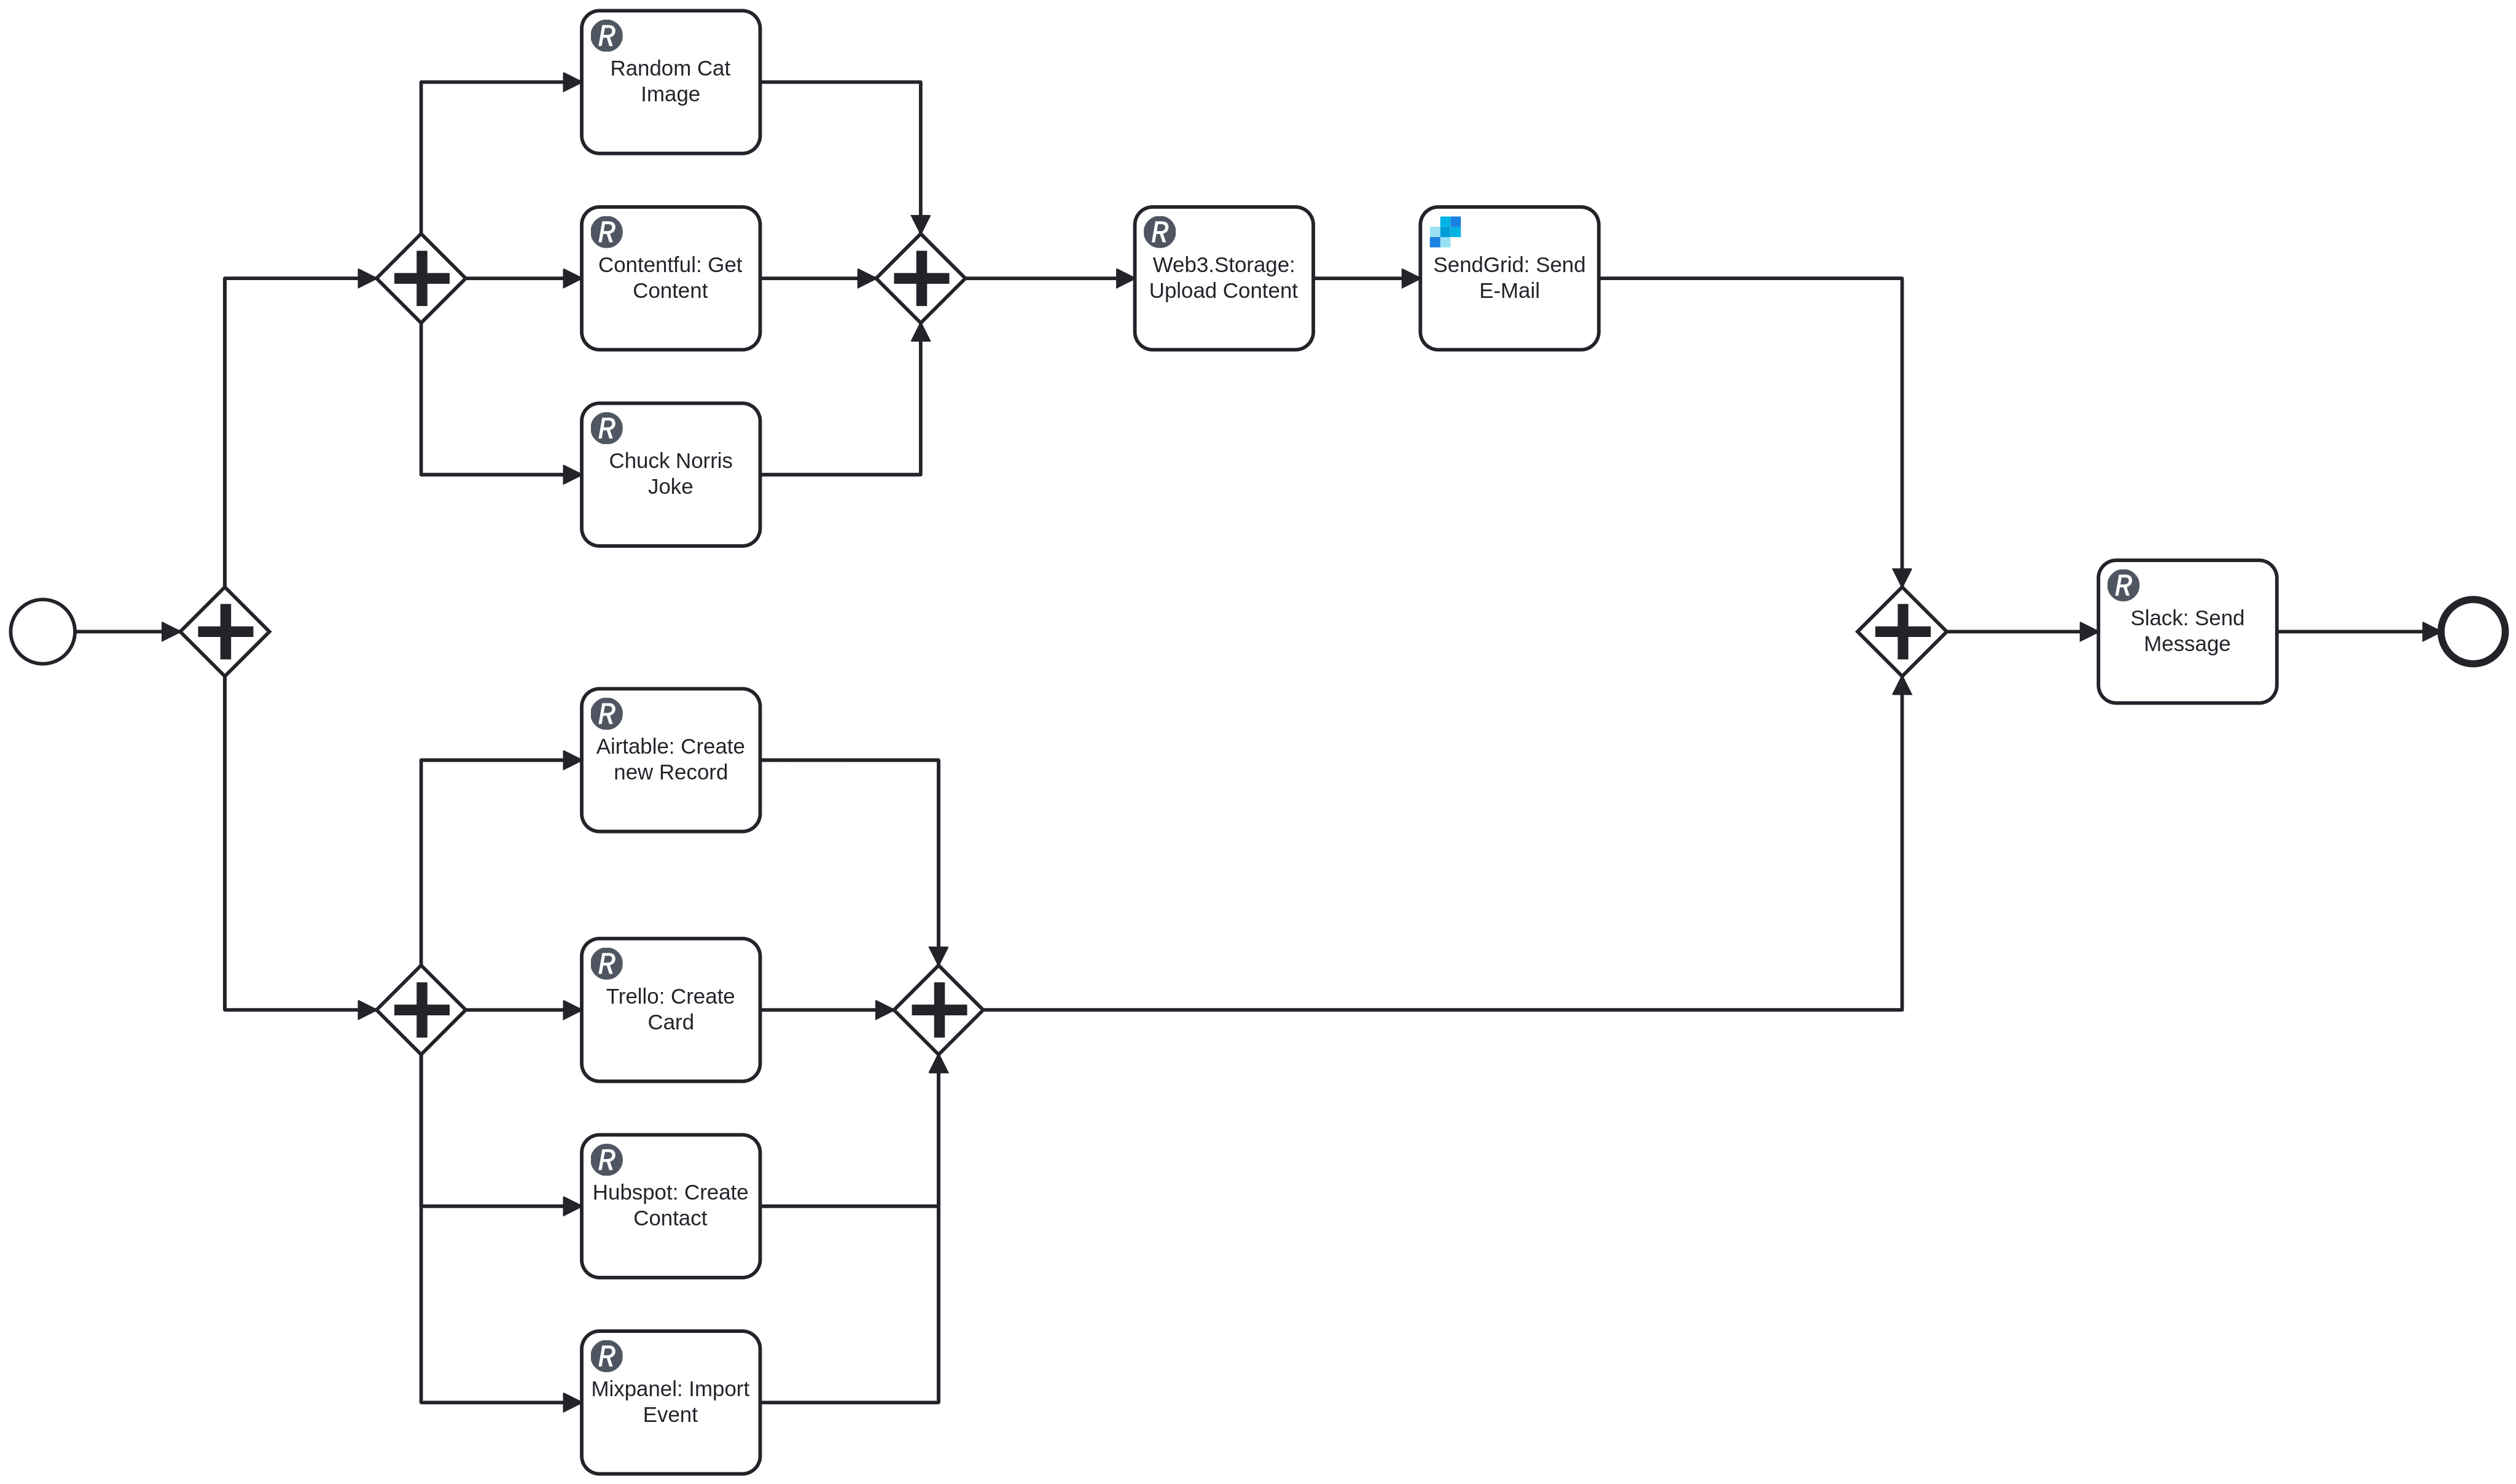 R
Random Cat
Image
R
Contentful: Get
Content
R
Chuck Norris
Joke
R
Web3.Storage:
Upload Content
SendGrid: Send
E-Mail
R
Airtable: Create
new Record
R
Trello: Create
Card
R
Hubspot: Create
Contact
R
Mixpanel: Import
Event
R
Slack: Send
Message